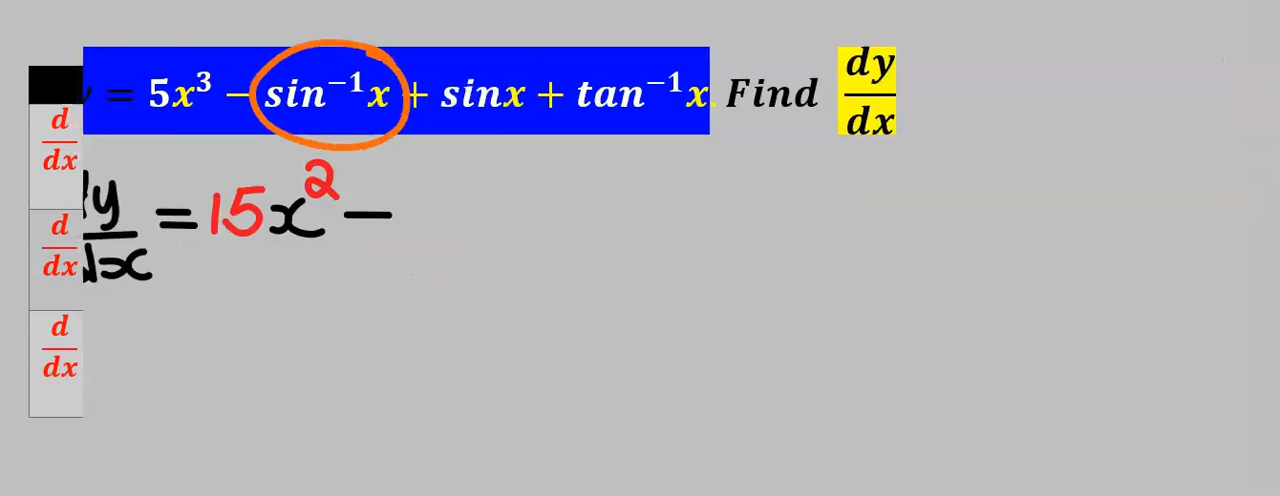 y = 5x³ − sin⁻¹x + sinx + tan⁻¹x. Find dy/dx
d/dx
dy/dx = 15x² −
d/dx
d/dx